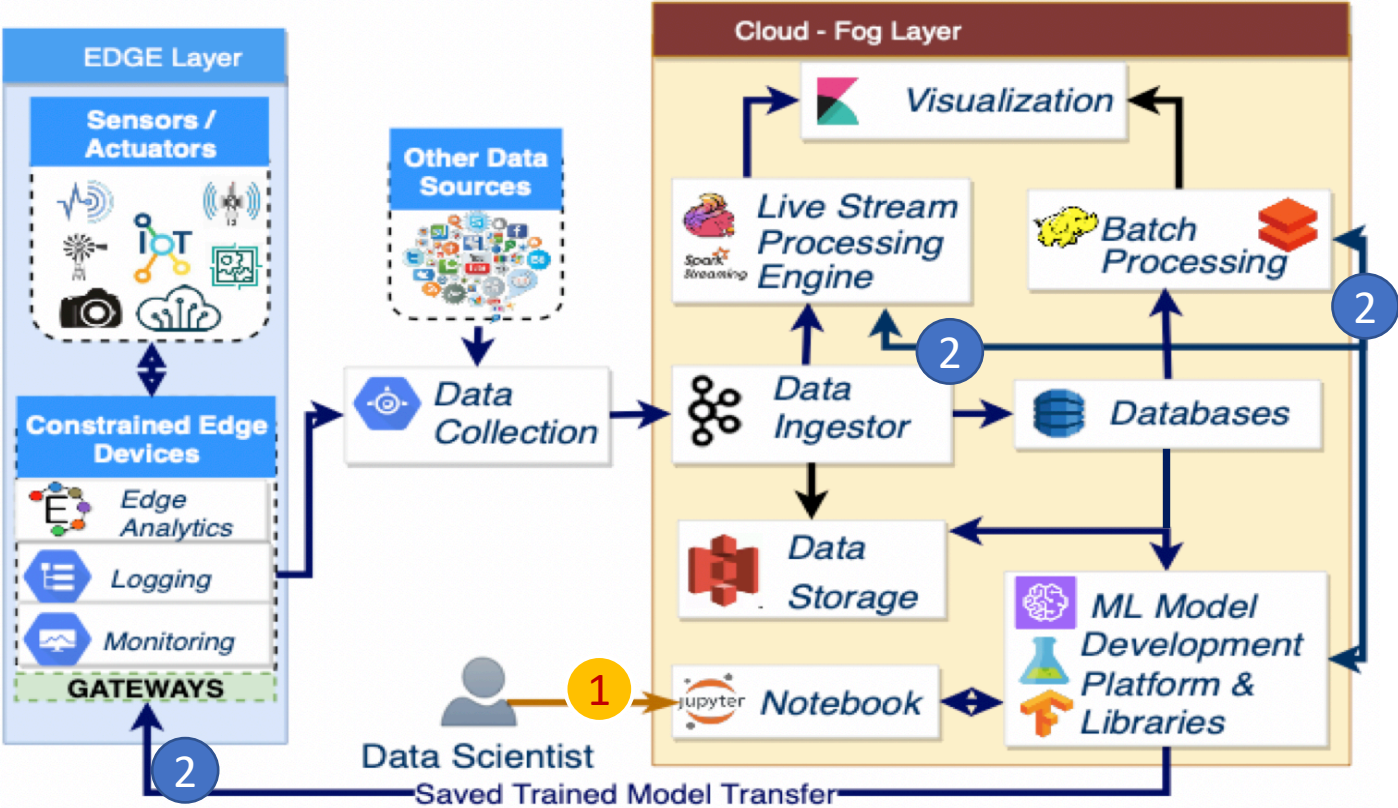 EDGE Layer
Sensors /
Actuators
IoT
Constrained Edge
Devices
E
Edge
Analytics
Logging
Monitoring
GATEWAYS
2
Other Data
Sources
Data
Collection
Data Scientist
1
Saved Trained Model Transfer
Cloud - Fog Layer
Visualization
Spark
Streaming
Live Stream
Processing
Engine
Batch
Processing
2
2
Data
Ingestor
Databases
Data
Storage
jupyter
Notebook
ML Model
Development
Platform &
Libraries